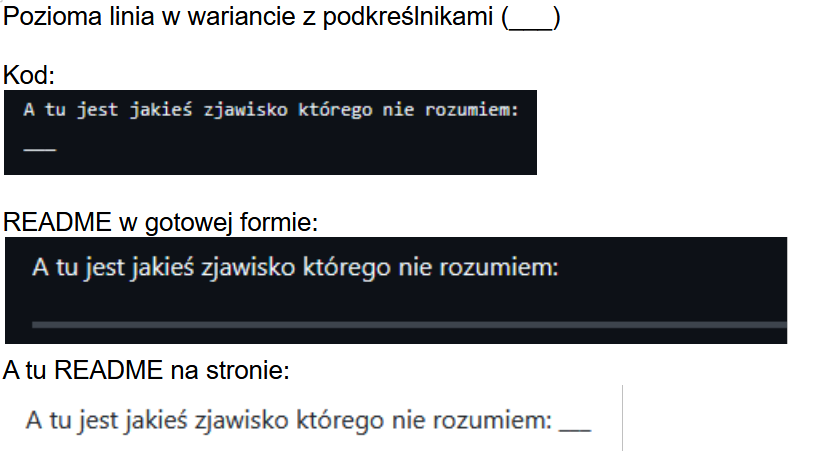 Pozioma linia w wariancie z podkreślnikami (___)
Kod:
A tu jest jakieś zjawisko którego nie rozumiem:
___
README w gotowej formie:
A tu jest jakieś zjawisko którego nie rozumiem:
A tu README na stronie:
A tu jest jakieś zjawisko którego nie rozumiem: ___